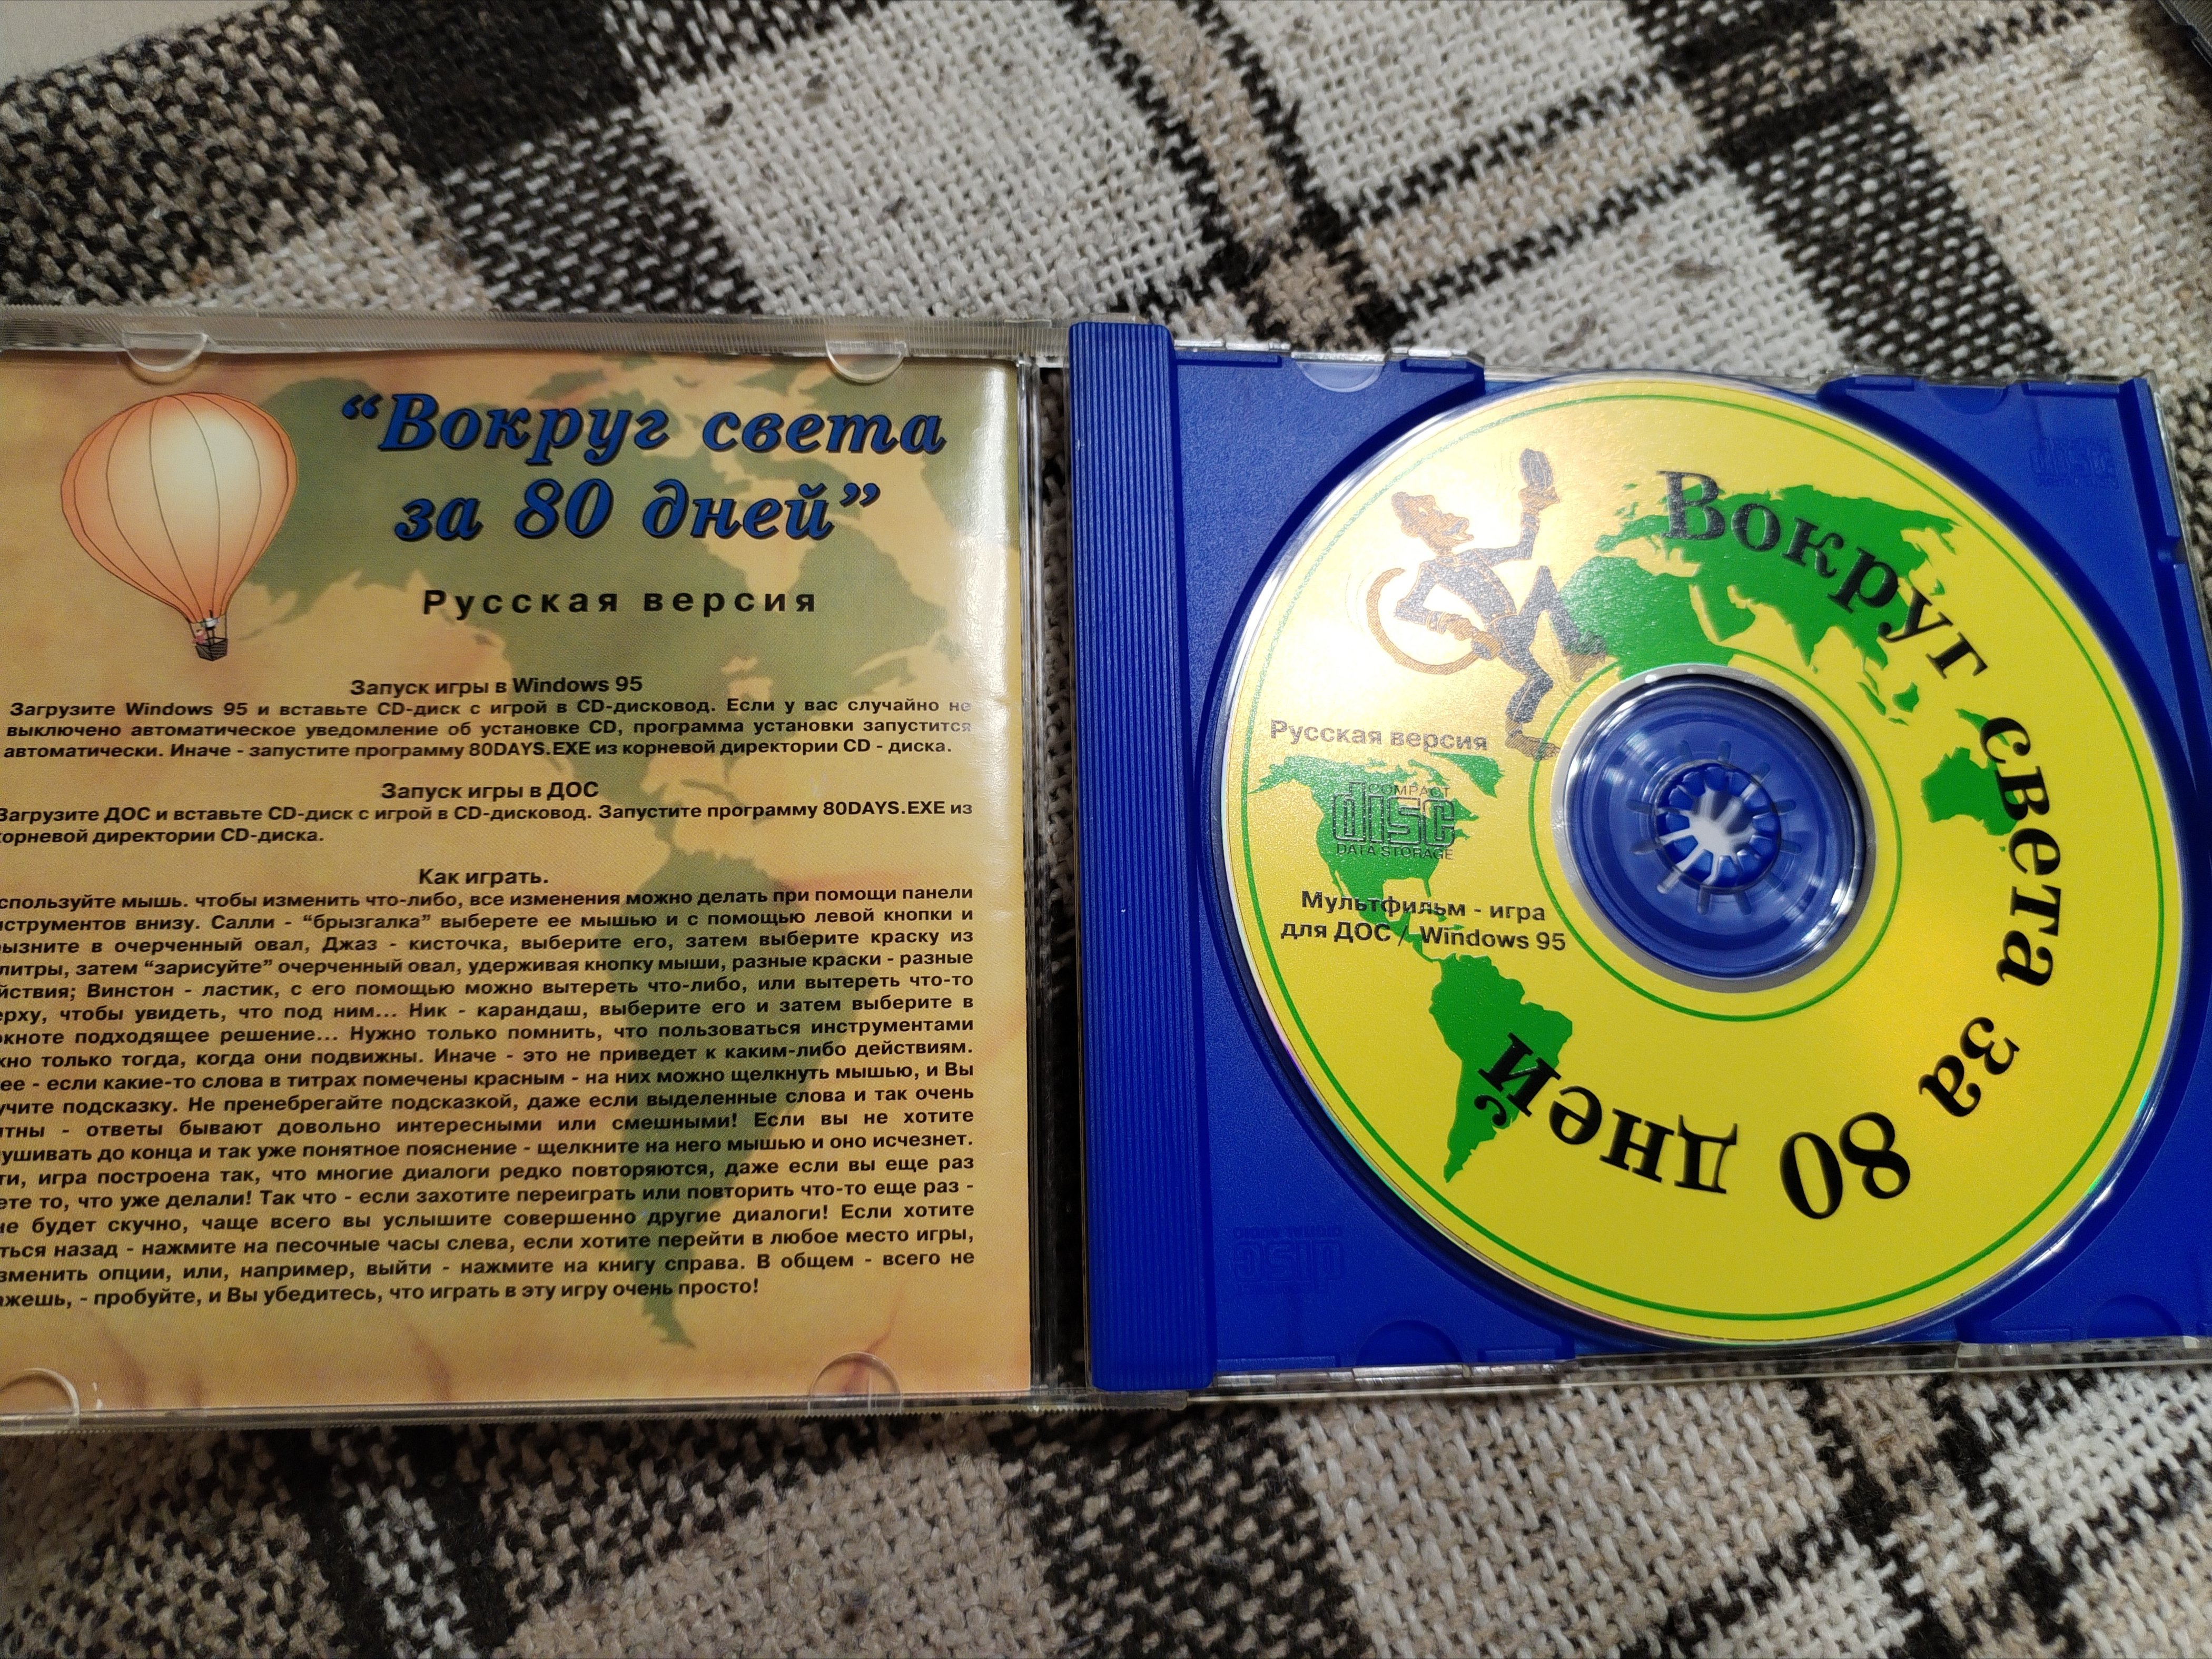 “Вокруг света
за 80 дней”
Русская версия
Запуск игры в Windows 95
Загрузите Windows 95 и вставьте CD-диск с игрой в CD-дисковод. Если у вас случайно не
выключено автоматическое уведомление об установке CD, программа установки запустится
автоматически. Иначе - запустите программу 80DAYS.EXE из корневой директории CD - диска.
Запуск игры в ДОС
Загрузите ДОС и вставьте CD-диск с игрой в CD-дисковод. Запустите программу 80DAYS.EXE из
корневой директории CD-диска.
Как играть.
спользуйте мышь. чтобы изменить что-либо, все изменения можно делать при помощи панели
нструментов внизу. Салли - “брызгалка” выберете ее мышью и с помощью левой кнопки и
рызните в очерченный овал, Джаз - кисточка, выберите его, затем выберите краску из
литры, затем “зарисуйте” очерченный овал, удерживая кнопку мыши, разные краски - разные
йствия; Винстон - ластик, с его помощью можно вытереть что-либо, или вытереть что-то
ерху, чтобы увидеть, что под ним... Ник - карандаш, выберите его и затем выберите в
окноте подходящее решение... Нужно только помнить, что пользоваться инструментами
жно только тогда, когда они подвижны. Иначе - это не приведет к каким-либо действиям.
ее - если какие-то слова в титрах помечены красным - на них можно щелкнуть мышью, и Вы
учите подсказку. Не пренебрегайте подсказкой, даже если выделенные слова и так очень
ятны - ответы бывают довольно интересными или смешными! Если вы не хотите
ушивать до конца и так уже понятное пояснение - щелкните на него мышью и оно исчезнет.
ти, игра построена так, что многие диалоги редко повторяются, даже если вы еще раз
ете то, что уже делали! Так что - если захотите переиграть или повторить что-то еще раз -
не будет скучно, чаще всего вы услышите совершенно другие диалоги! Если хотите
ться назад - нажмите на песочные часы слева, если хотите перейти в любое место игры,
зменить опции, или, например, выйти - нажмите на книгу справа. В общем - всего не
ажешь, - пробуйте, и Вы убедитесь, что играть в эту игру очень просто!
Вокруг света за 80 дней
Русская версия
COMPACT
disc
DATA STORAGE
Мультфильм - игра
для ДОС / Windows 95